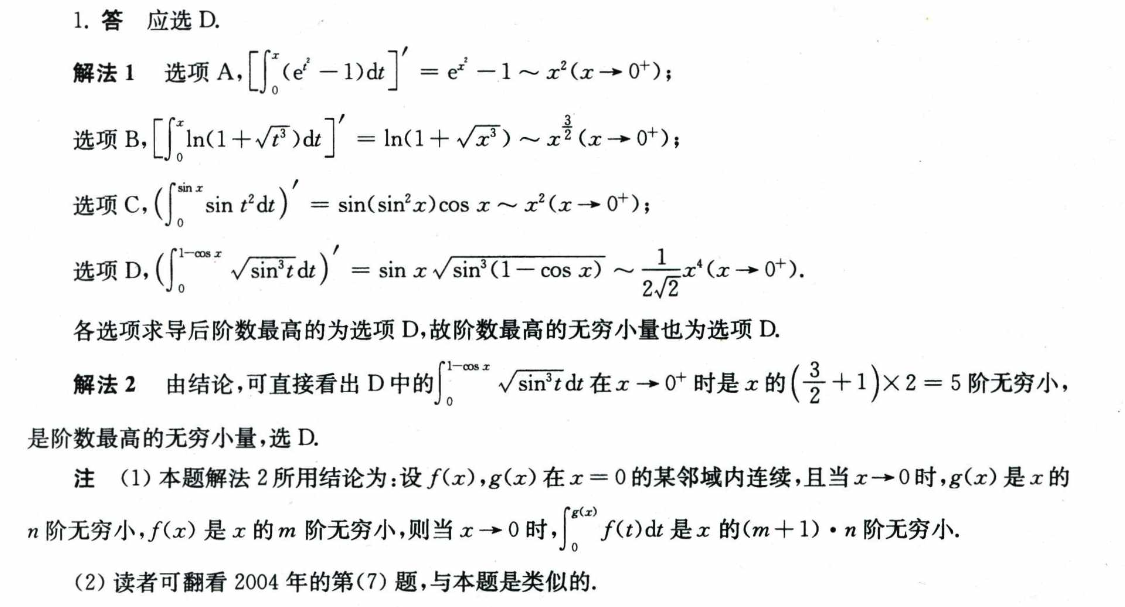 1. 答 应选 D.
解法 1 选项 A, $\left[\int_0^x (e^{t^2}-1)dt\right]' = e^{x^2}-1 \sim x^2 (x \to 0^+)$;
选项 B, $\left[\int_0^x \ln(1+\sqrt{t^3})dt\right]' = \ln(1+\sqrt{x^3}) \sim x^{\frac{3}{2}} (x \to 0^+)$;
选项 C, $\left(\int_0^{\sin x} \sin t^2 dt\right)' = \sin(\sin^2 x)\cos x \sim x^2 (x \to 0^+)$;
选项 D, $\left(\int_0^{1-\cos x} \sqrt{\sin^3 t}\,dt\right)' = \sin x\sqrt{\sin^3(1-\cos x)} \sim \frac{1}{2\sqrt{2}}x^4 (x \to 0^+)$.
各选项求导后阶数最高的为选项 D,故阶数最高的无穷小量也为选项 D.
解法 2 由结论,可直接看出 D 中的$\int_0^{1-\cos x} \sqrt{\sin^3 t}\,dt$ 在 $x \to 0^+$ 时是 $x$ 的$\left(\frac{3}{2}+1\right)\times 2 = 5$ 阶无穷小,
是阶数最高的无穷小量,选 D.
注 (1) 本题解法 2 所用结论为:设 $f(x),g(x)$ 在 $x=0$ 的某邻域内连续,且当 $x \to 0$ 时,$g(x)$ 是 $x$ 的
$n$ 阶无穷小,$f(x)$ 是 $x$ 的 $m$ 阶无穷小,则当 $x \to 0$ 时,$\int_0^{g(x)} f(t)dt$ 是 $x$ 的$(m+1)\cdot n$ 阶无穷小.
(2) 读者可翻看 2004 年的第(7) 题,与本题是类似的.